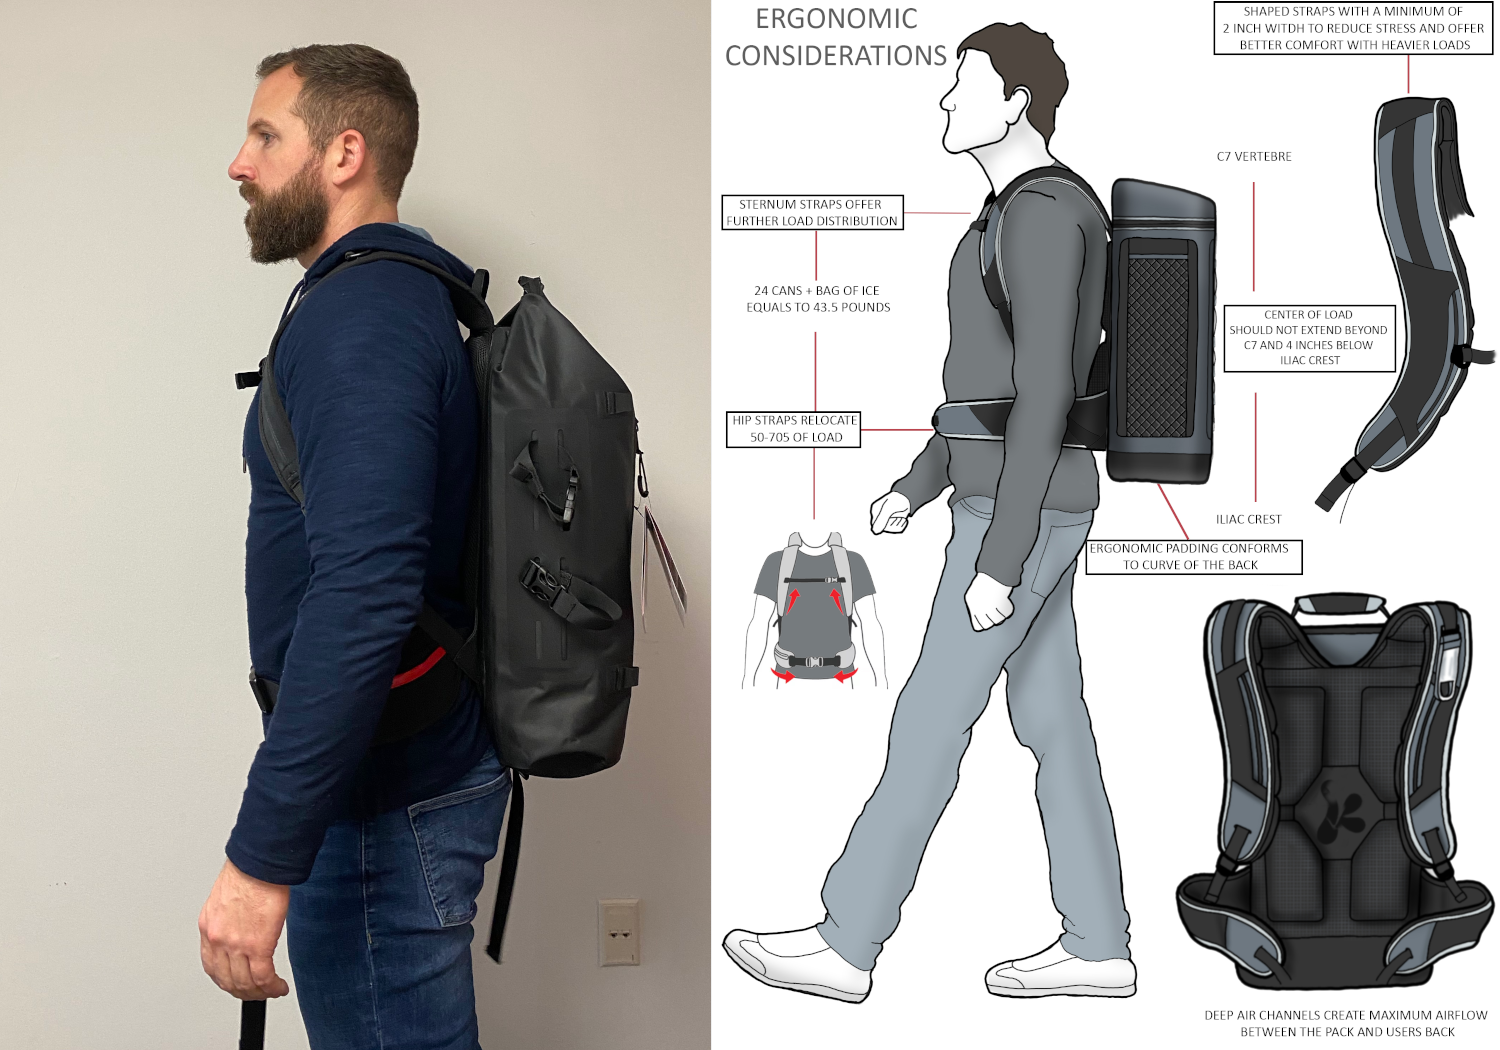 ERGONOMIC
CONSIDERATIONS
SHAPED STRAPS WITH A MINIMUM OF
2 INCH WITDH TO REDUCE STRESS AND OFFER
BETTER COMFORT WITH HEAVIER LOADS
C7 VERTEBRE
STERNUM STRAPS OFFER
FURTHER LOAD DISTRIBUTION
24 CANS + BAG OF ICE
EQUALS TO 43.5 POUNDS
CENTER OF LOAD
SHOULD NOT EXTEND BEYOND
C7 AND 4 INCHES BELOW
ILIAC CREST
HIP STRAPS RELOCATE
50-705 OF LOAD
ILIAC CREST
ERGONOMIC PADDING CONFORMS
TO CURVE OF THE BACK
DEEP AIR CHANNELS CREATE MAXIMUM AIRFLOW
BETWEEN THE PACK AND USERS BACK